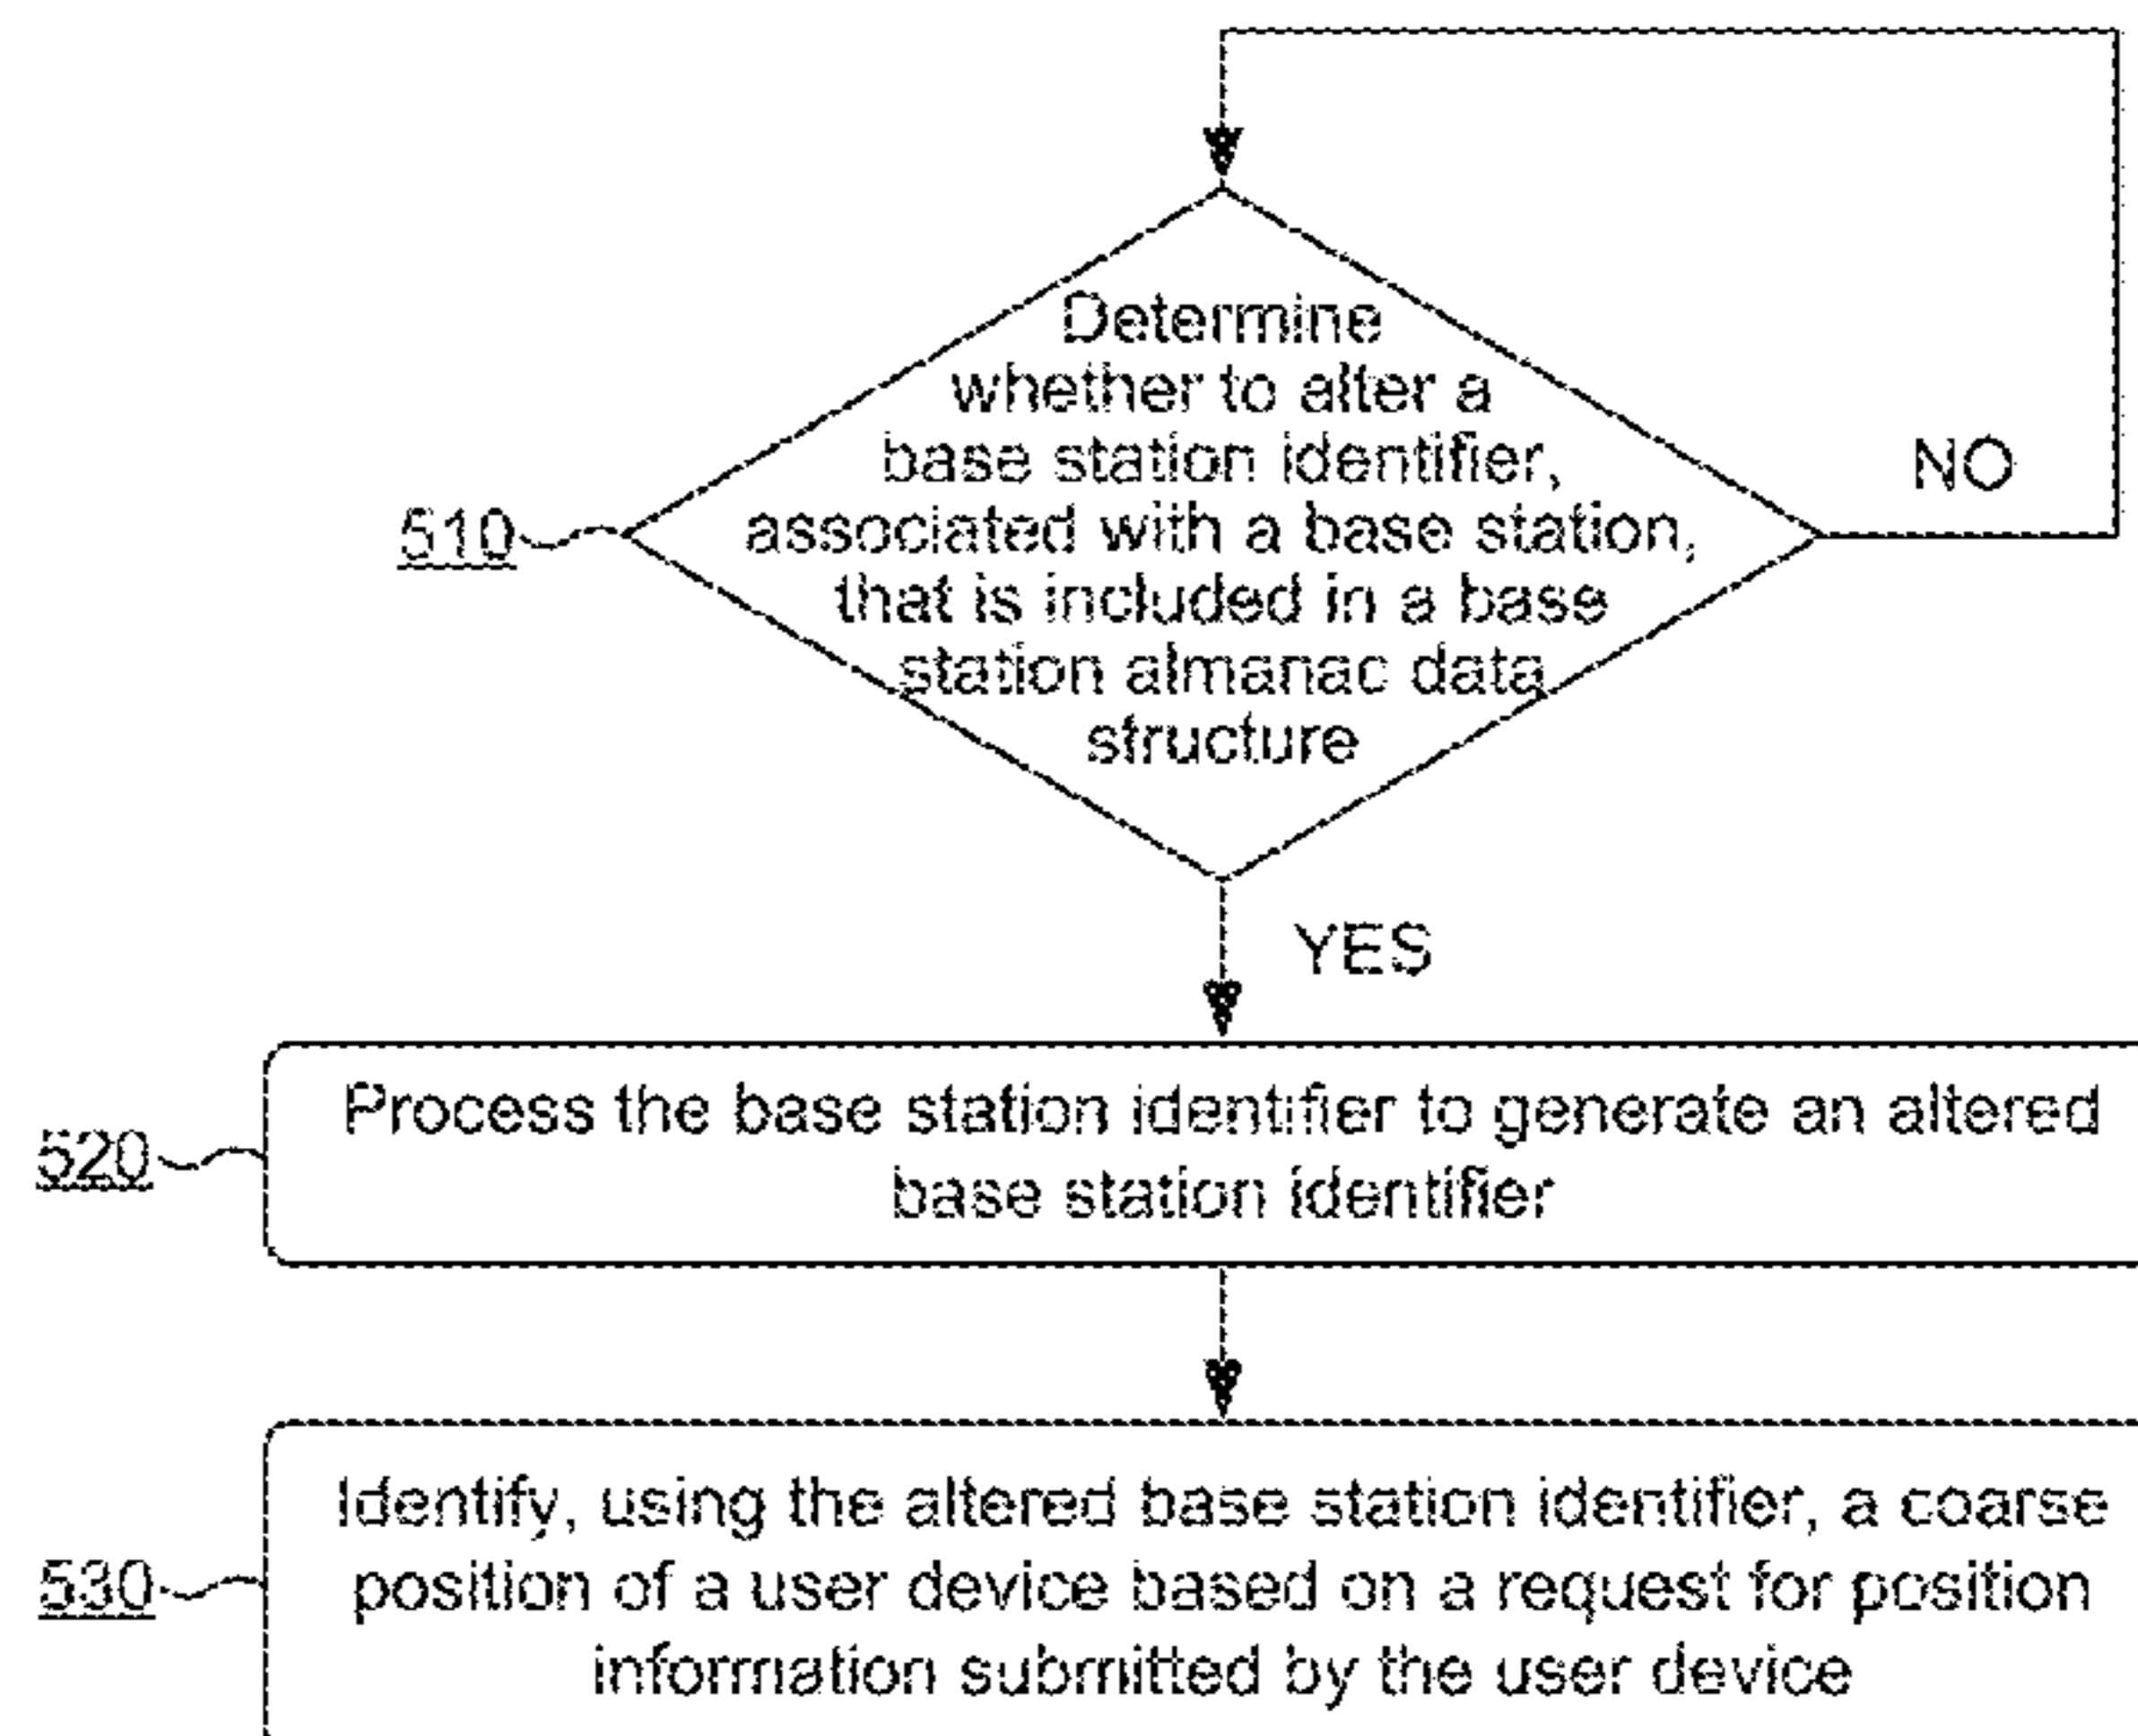 Determine
whether to alter a
base station identifier,
associated with a base station,
that is included in a base
station almanac data
structure
510
NO
YES
520
Process the base station identifier to generate an altered
base station identifier
530
Identify, using the altered base station identifier, a coarse
position of a user device based on a request for position
information submitted by the user device